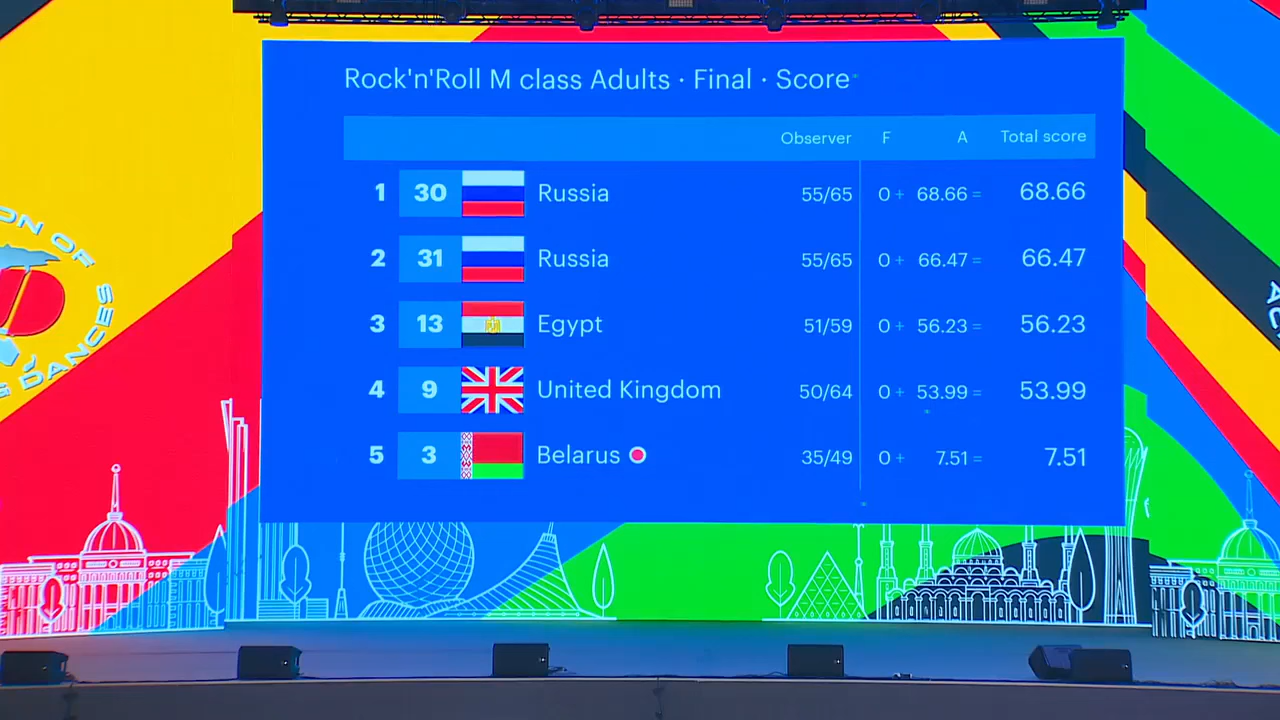 Rock'n'Roll M class Adults · Final · Score
Observer F A Total score
1 30 Russia 55/65 0 + 68.66 = 68.66
2 31 Russia 55/65 0 + 66.47 = 66.47
3 13 Egypt 51/59 0 + 56.23 = 56.23
4 9 United Kingdom 50/64 0 + 53.99 = 53.99
5 3 Belarus 35/49 0 + 7.51 = 7.51
ON OF
DANCES